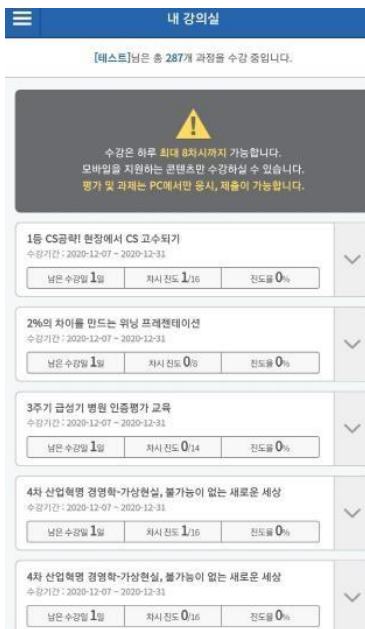 내 강의실
[테스트]님은 총 287개 과정을 수강 중입니다.
수강은 하루 최대 8차시까지 가능합니다.
모바일을 지원하는 콘텐츠만 수강하실 수 있습니다.
평가 및 과제는 PC에서만 응시, 제출이 가능합니다.
1등 CS공략! 현장에서 CS 고수되기
수강기간 : 2020-12-07 ~ 2020-12-31
남은 수강일 1일 차시 진도 1/16 진도율 0%
2%의 차이를 만드는 위닝 프레젠테이션
수강기간 : 2020-12-07 ~ 2020-12-31
남은 수강일 1일 차시 진도 0/8 진도율 0%
3주기 급성기 병원 인증평가 교육
수강기간 : 2020-12-07 ~ 2020-12-31
남은 수강일 1일 차시 진도 0/14 진도율 0%
4차 산업혁명 경영학-가상현실, 불가능이 없는 새로운 세상
수강기간 : 2020-12-07 ~ 2020-12-31
남은 수강일 1일 차시 진도 1/16 진도율 0%
4차 산업혁명 경영학-가상현실, 불가능이 없는 새로운 세상
수강기간 : 2020-12-07 ~ 2020-12-31
남은 수강일 1일 차시 진도 0/16 진도율 0%